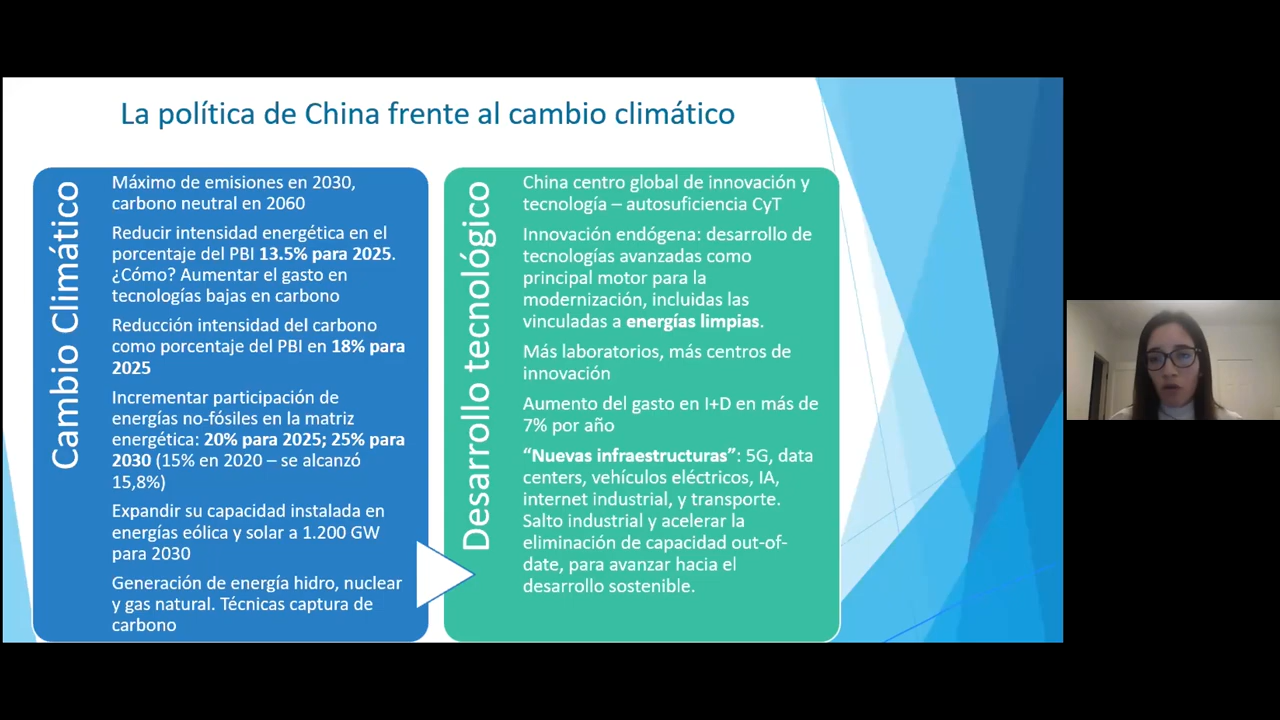 La política de China frente al cambio climático
Cambio Climático
Máximo de emisiones en 2030,
carbono neutral en 2060
Reducir intensidad energética en el
porcentaje del PBI 13.5% para 2025.
¿Cómo? Aumentar el gasto en
tecnologías bajas en carbono
Reducción intensidad del carbono
como porcentaje del PBI en 18% para
2025
Incrementar participación de
energías no-fósiles en la matriz
energética: 20% para 2025; 25% para
2030 (15% en 2020 – se alcanzó
15,8%)
Expandir su capacidad instalada en
energías eólica y solar a 1.200 GW
para 2030
Generación de energía hidro, nuclear
y gas natural. Técnicas captura de
carbono
Desarrollo tecnológico
China centro global de innovación y
tecnología – autosuficiencia CyT
Innovación endógena: desarrollo de
tecnologías avanzadas como
principal motor para la
modernización, incluidas las
vinculadas a energías limpias.
Más laboratorios, más centros de
innovación
Aumento del gasto en I+D en más de
7% por año
“Nuevas infraestructuras”: 5G, data
centers, vehículos eléctricos, IA,
internet industrial, y transporte.
Salto industrial y acelerar la
eliminación de capacidad out-of-
date, para avanzar hacia el
desarrollo sostenible.